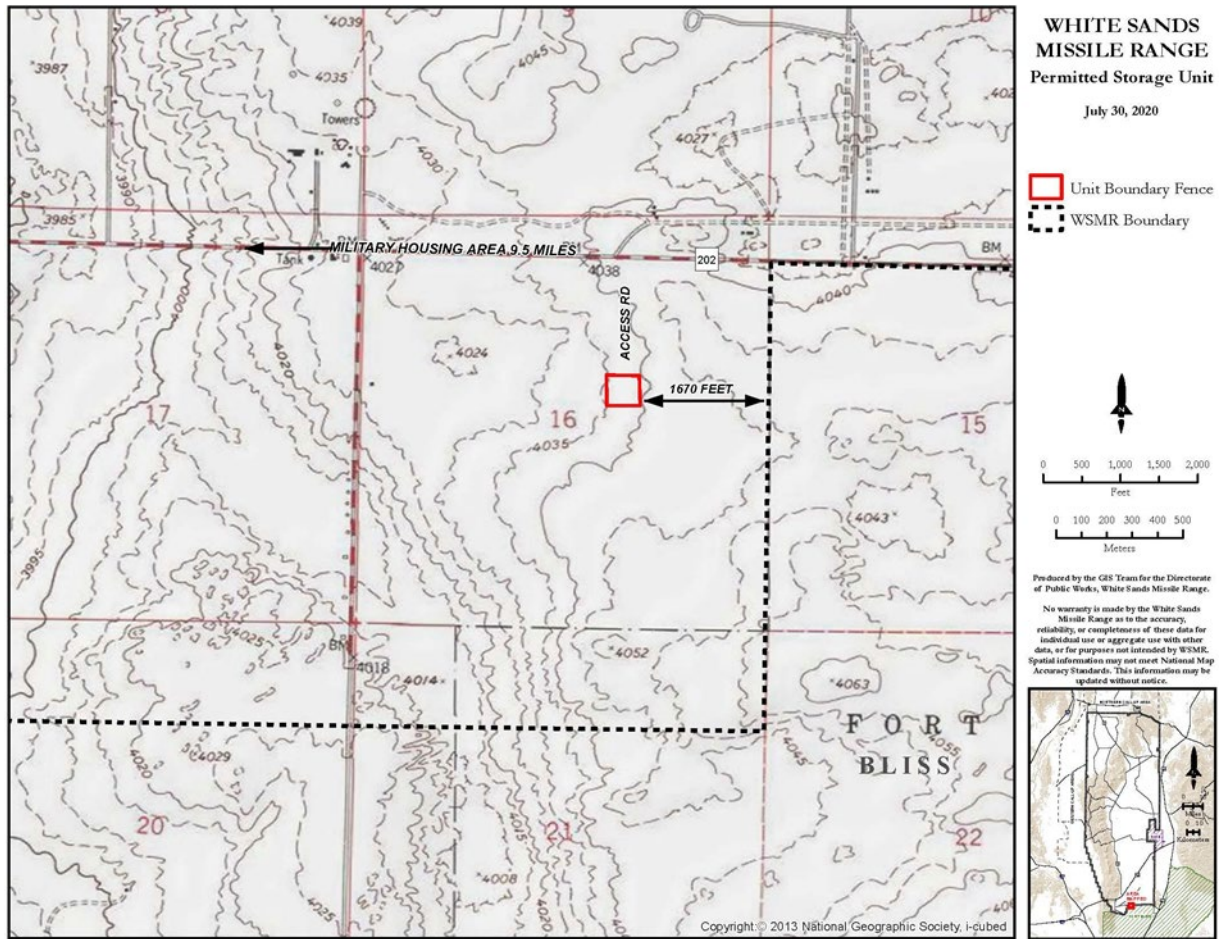 WHITE SANDS
MISSILE RANGE
Permitted Storage Unit
July 30, 2020
Unit Boundary Fence
WSMR Boundary
10
4039
3987
4035
4045
Towers
4027
4030
3990
3985
MILITARY HOUSING AREA 9.5 MILES
BM
Tank
4027
4038
202
4000
4040
ACCESS RD
4024
4020
1670 FEET
17
16
15
4035
4043
3995
4025
BM
4018
4052
4014
4063
FORT
BLISS
4020
4029
4045
4055
20
21
22
4015
4008
4025
4020
N
0 500 1,000 1,500 2,000
Feet
0 100 200 300 400 500
Meters
Produced by the GIS Team for the Directorate
of Public Works, White Sands Missile Range.
No warranty is made by the White Sands
Missile Range as to the accuracy,
reliability, or completeness of these data for
individual use or aggregate use with other
data, or for purposes not intended by WSMR.
Spatial information may not meet National Map
Accuracy Standards. This information may be
updated without notice.
Miles
Kilometers
Copyright:© 2013 National Geographic Society, i-cubed